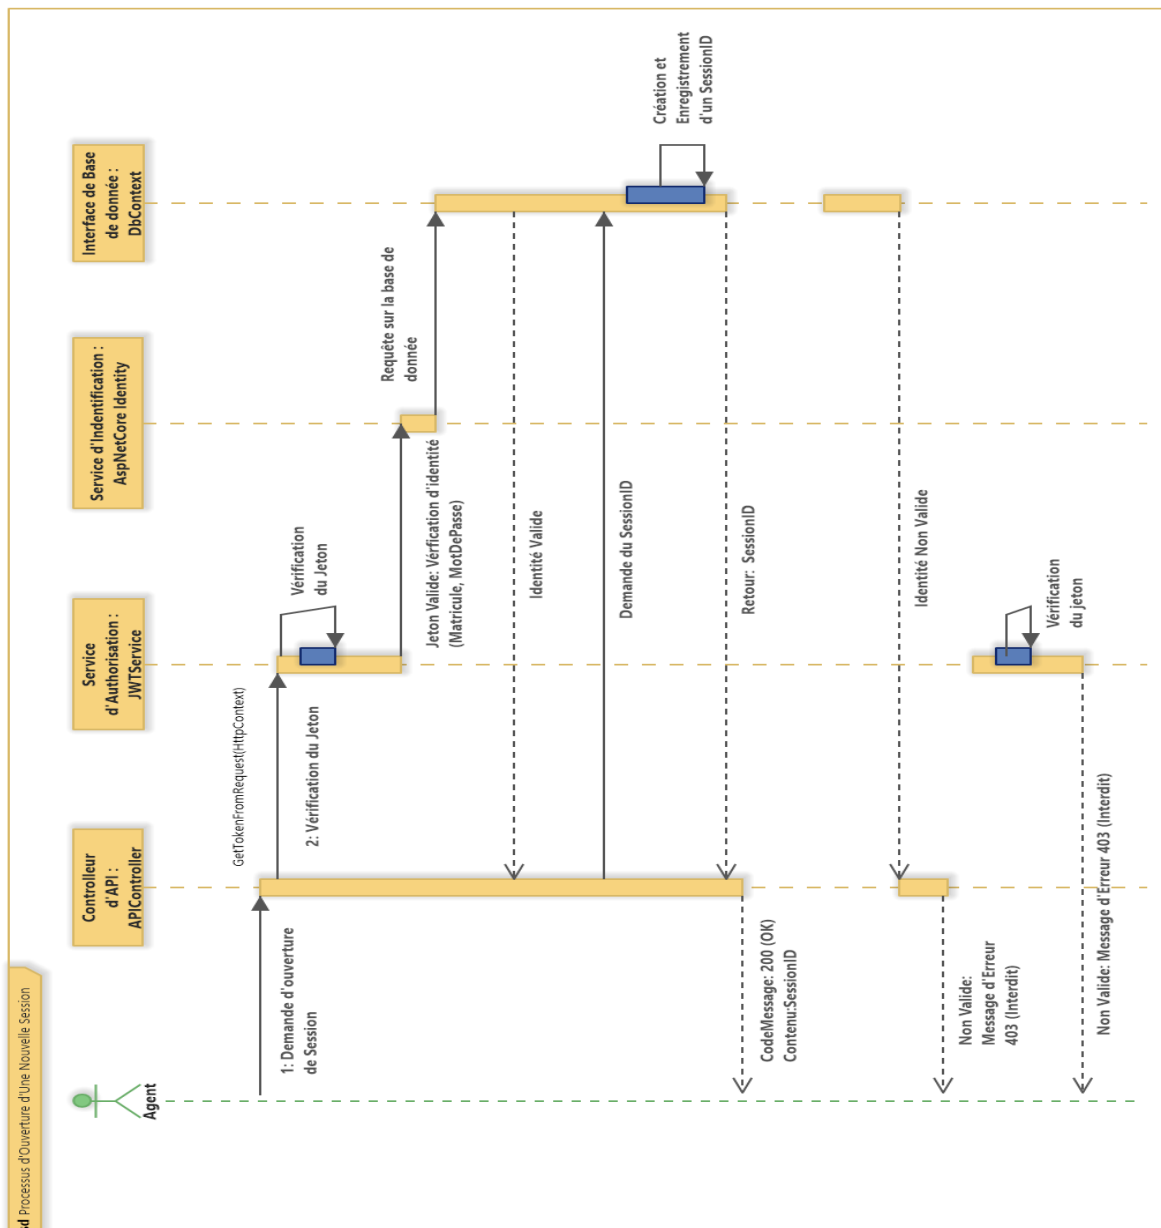 sd Processus d'Ouverture d'Une Nouvelle Session
Agent
Controlleur
d'API :
APIController
Service
d'Authorisation :
JWTService
Service d'Indentification :
AspNetCore Identity
Interface de Base
de donnée :
DbContext
1: Demande d'ouverture
de Session
GetTokenFromRequest(HttpContext)
2: Vérification du Jeton
Vérification
du Jeton
Jeton Valide: Vérfication d'identité
(Matricule, MotDePasse)
Requête sur la base de
donnée
Identité Valide
Demande du SessionID
Création et
Enregistrement
d'un SessionID
Retour: SessionID
CodeMessage: 200 (OK)
Contenu:SessionID
Identité Non Valide
Non Valide:
Message d'Erreur
403 (Interdit)
Vérification
du jeton
Non Valide: Message d'Erreur 403 (Interdit)